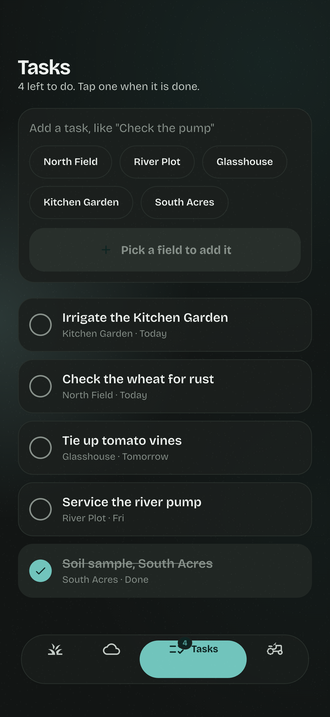 Tasks
4 left to do. Tap one when it is done.
Add a task, like "Check the pump"
North Field
River Plot
Glasshouse
Kitchen Garden
South Acres
+ Pick a field to add it
Irrigate the Kitchen Garden
Kitchen Garden · Today
Check the wheat for rust
North Field · Today
Tie up tomato vines
Glasshouse · Tomorrow
Service the river pump
River Plot · Fri
Soil sample, South Acres
South Acres · Done
4
Tasks